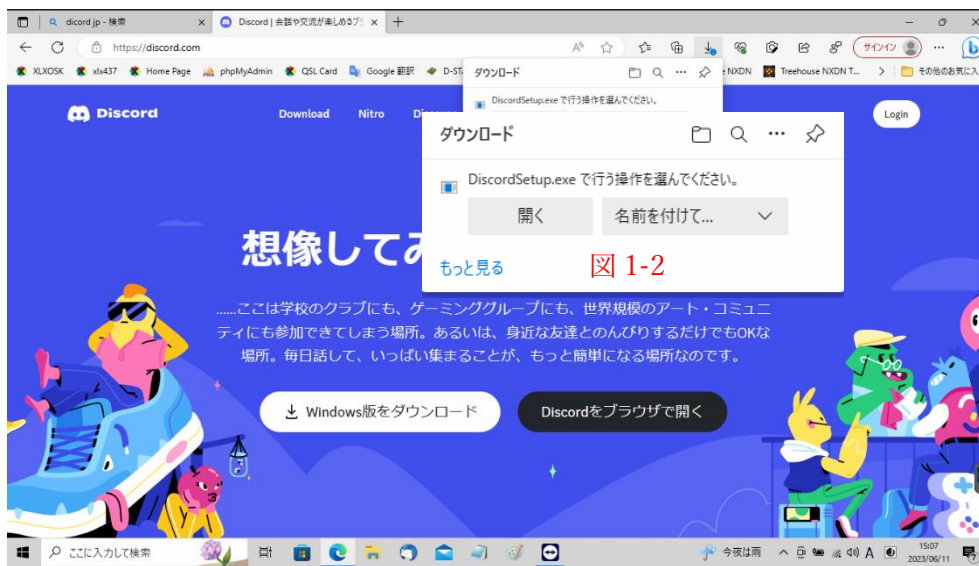 dicord jp - 検索
Discord | 会話や交流が楽しめるプ
https://discord.com
サインイン
XLXOSK
xlx437
Home Page
phpMyAdmin
QSL Card
Google 翻訳
D-ST
NXDN
Treehouse NXDN T...
その他のお気に入
ダウンロード
DiscordSetup.exe で行う操作を選んでください。
Discord
Download
Nitro
Login
ダウンロード
DiscordSetup.exe で行う操作を選んでください。
開く
名前を付けて...
もっと見る
図 1-2
想像してみ
......ここは学校のクラブにも、ゲーミンググループにも、世界規模のアート・コミュニ
ティにも参加できてしまう場所。あるいは、身近な友達とのんびりするだけでもOKな
場所。毎日話して、いっぱい集まることが、もっと簡単になる場所なのです。
Windows版をダウンロード
Discordをブラウザで開く
ここに入力して検索
今夜は雨
A
15:07
2023/06/11